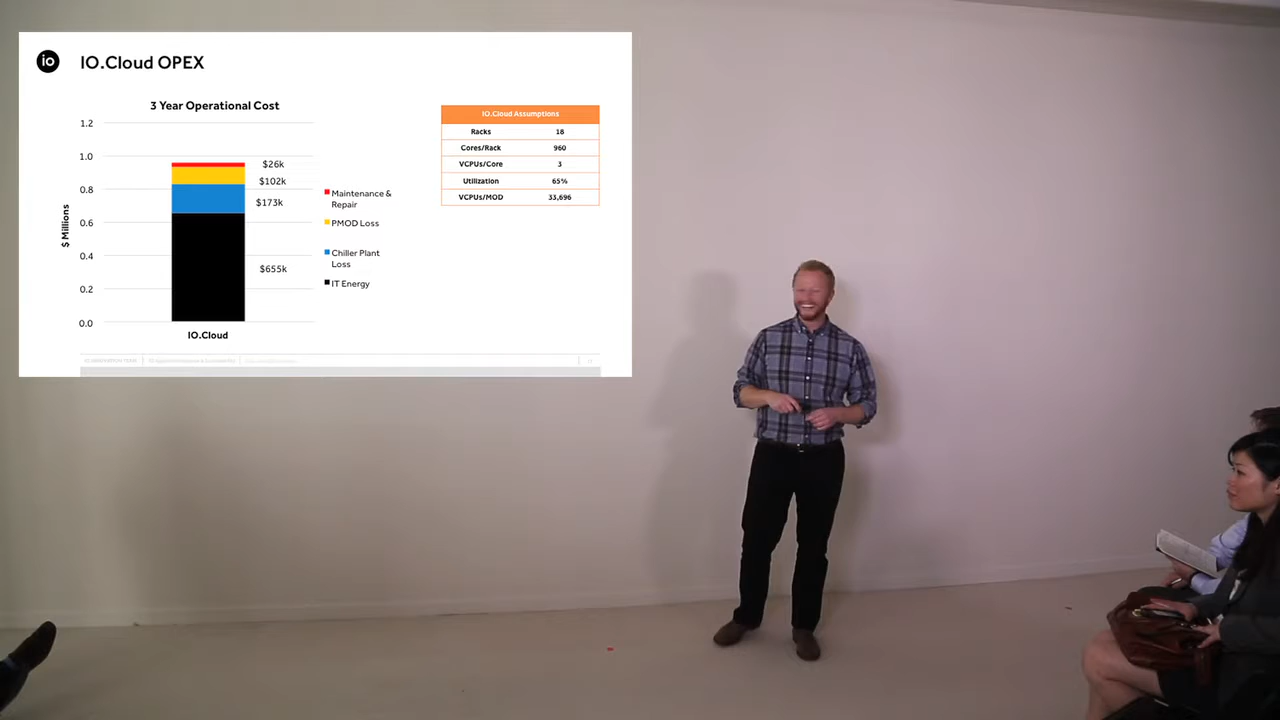 io
IO.Cloud OPEX
3 Year Operational Cost
1.2
1.0
0.8
0.6
0.4
0.2
0.0
$ Millions
$26k
$102k
$173k
$655k
IO.Cloud
Maintenance &
Repair
PMOD Loss
Chiller Plant
Loss
IT Energy
IO.Cloud Assumptions
Racks 18
Cores/Rack 960
VCPUs/Core 3
Utilization 65%
VCPUs/MOD 33,696